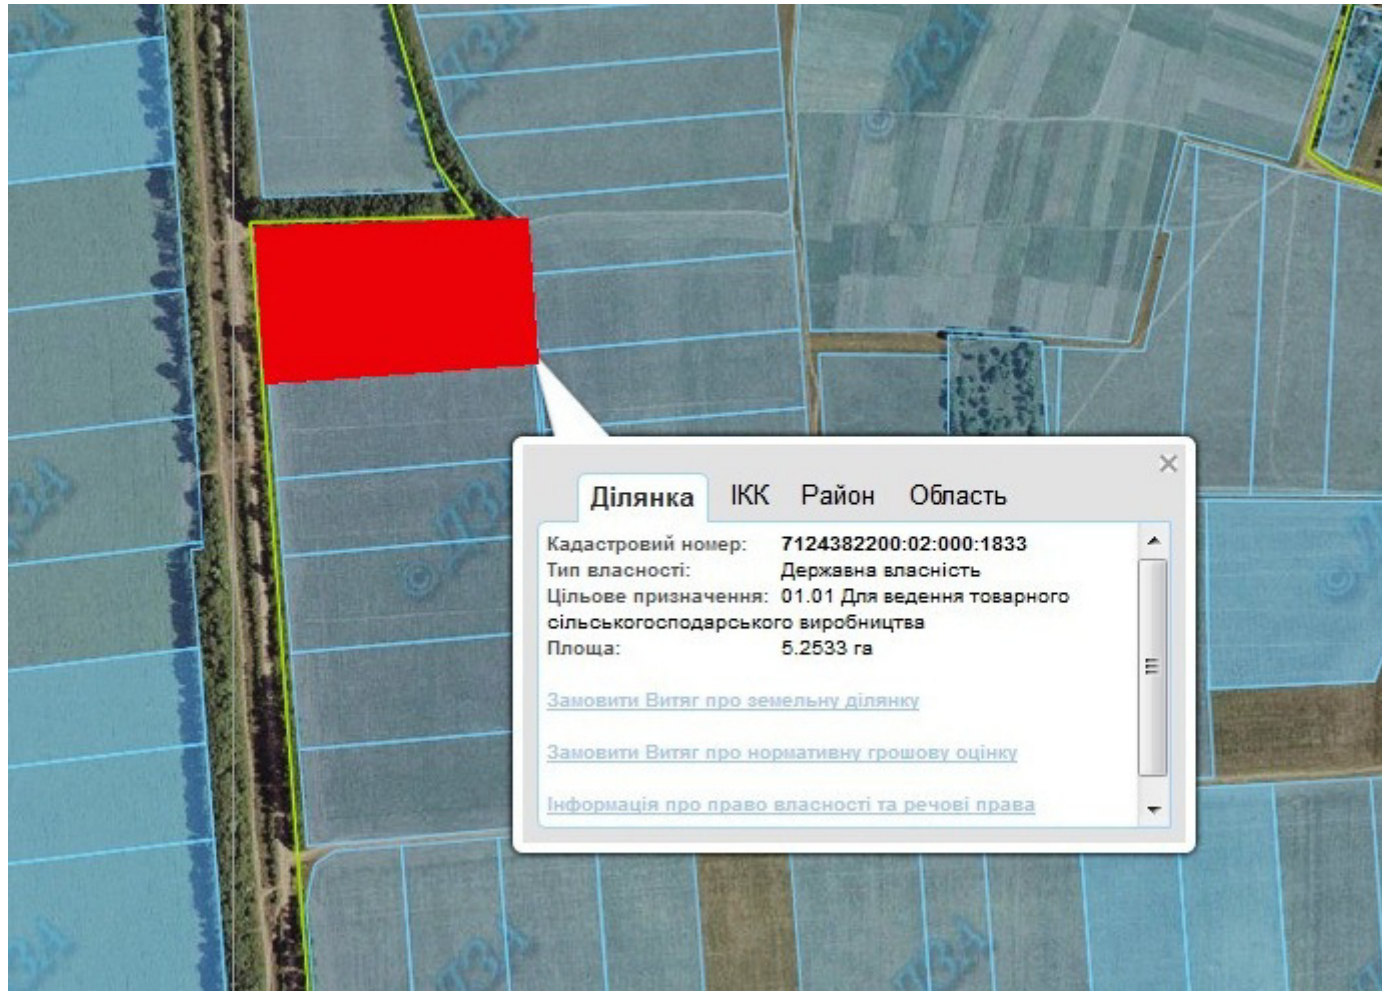 Ділянка ІКК Район Область
Кадастровий номер: 7124382200:02:000:1833
Тип власності: Державна власність
Цільове призначення: 01.01 Для ведення товарного
сільськогосподарського виробництва
Площа: 5.2533 га
Замовити Витяг про земельну ділянку
Замовити Витяг про нормативну грошову оцінку
Інформація про право власності та речові права
© ДЗА